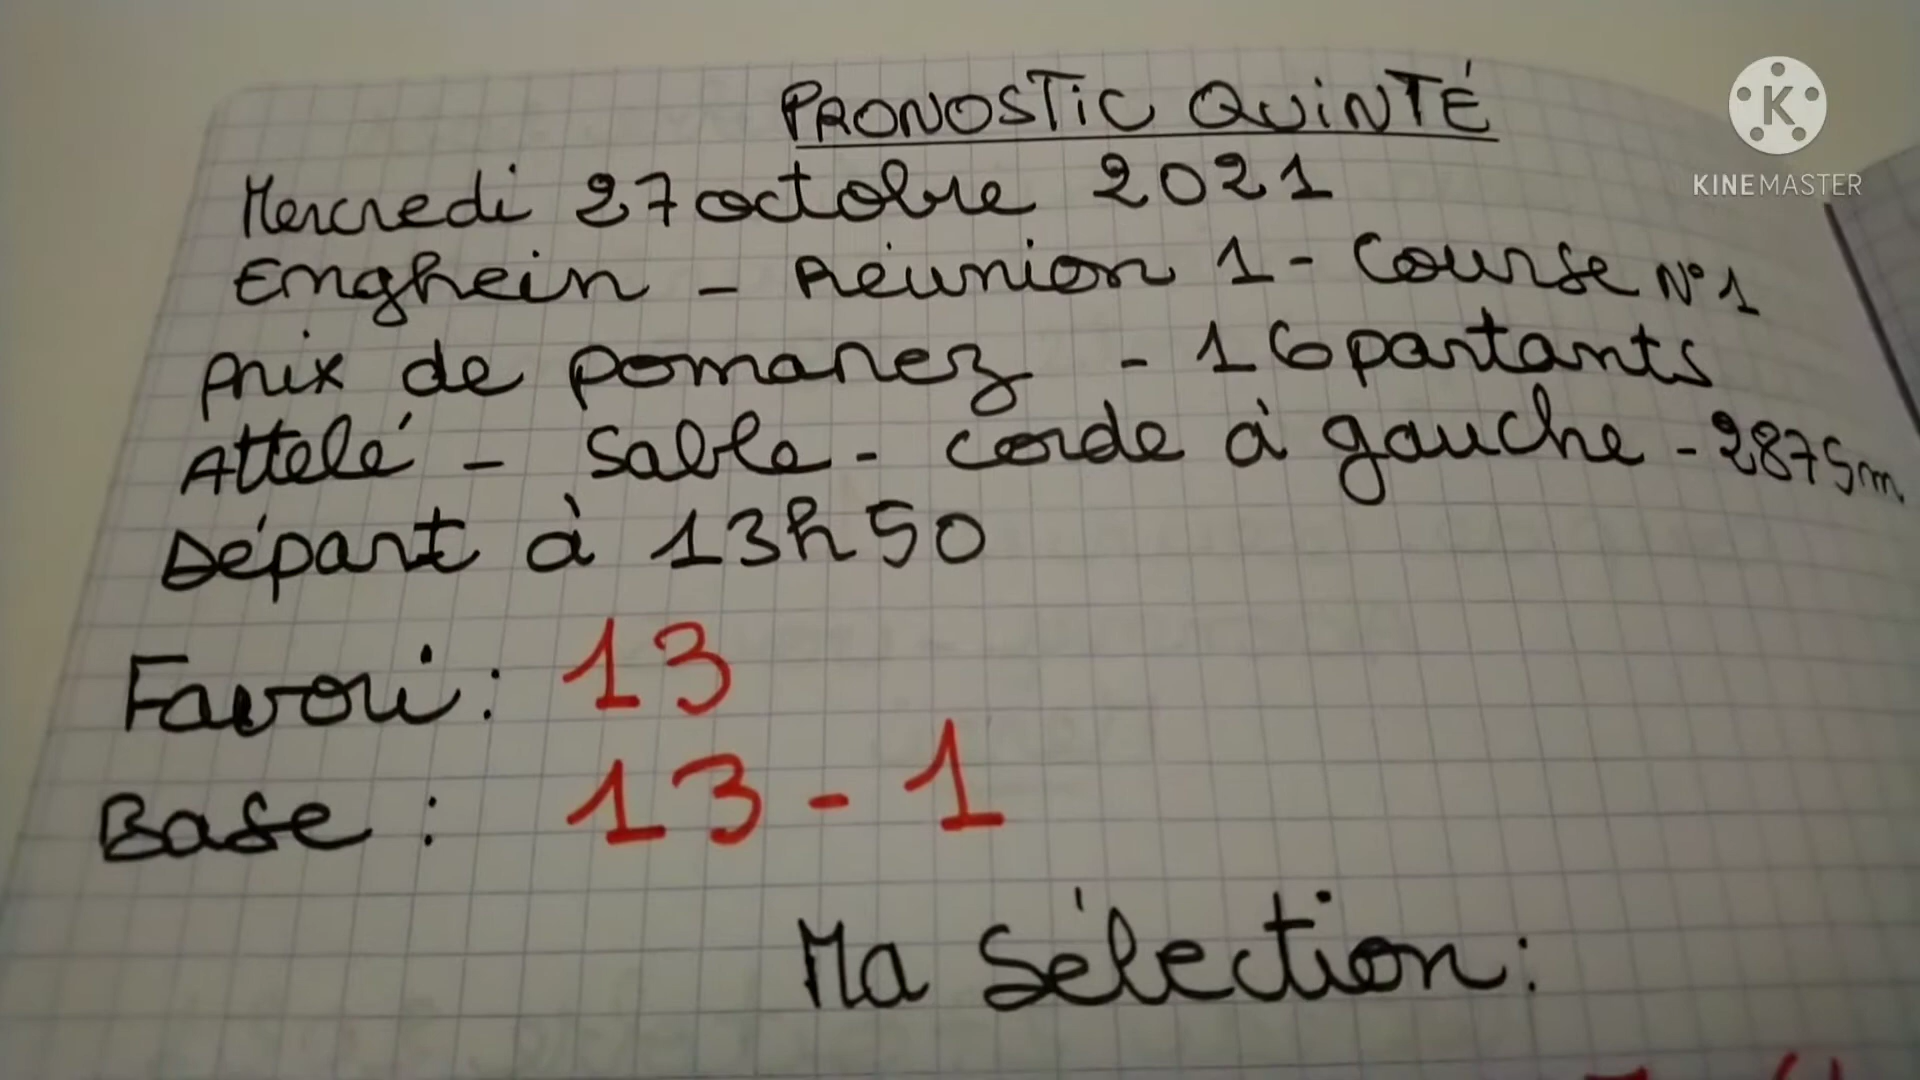 PRONOSTIC QUINTÉ
Mercredi 27 octobre 2021
Enghein - Réunion 1 - Course N°1
prix de pomarez - 16 partants
Attelé - Sable - corde à gauche - 2875m
Départ à 13h50
Favori : 13
Base : 13 - 1
Ma Sélection :
K
KINEMASTER